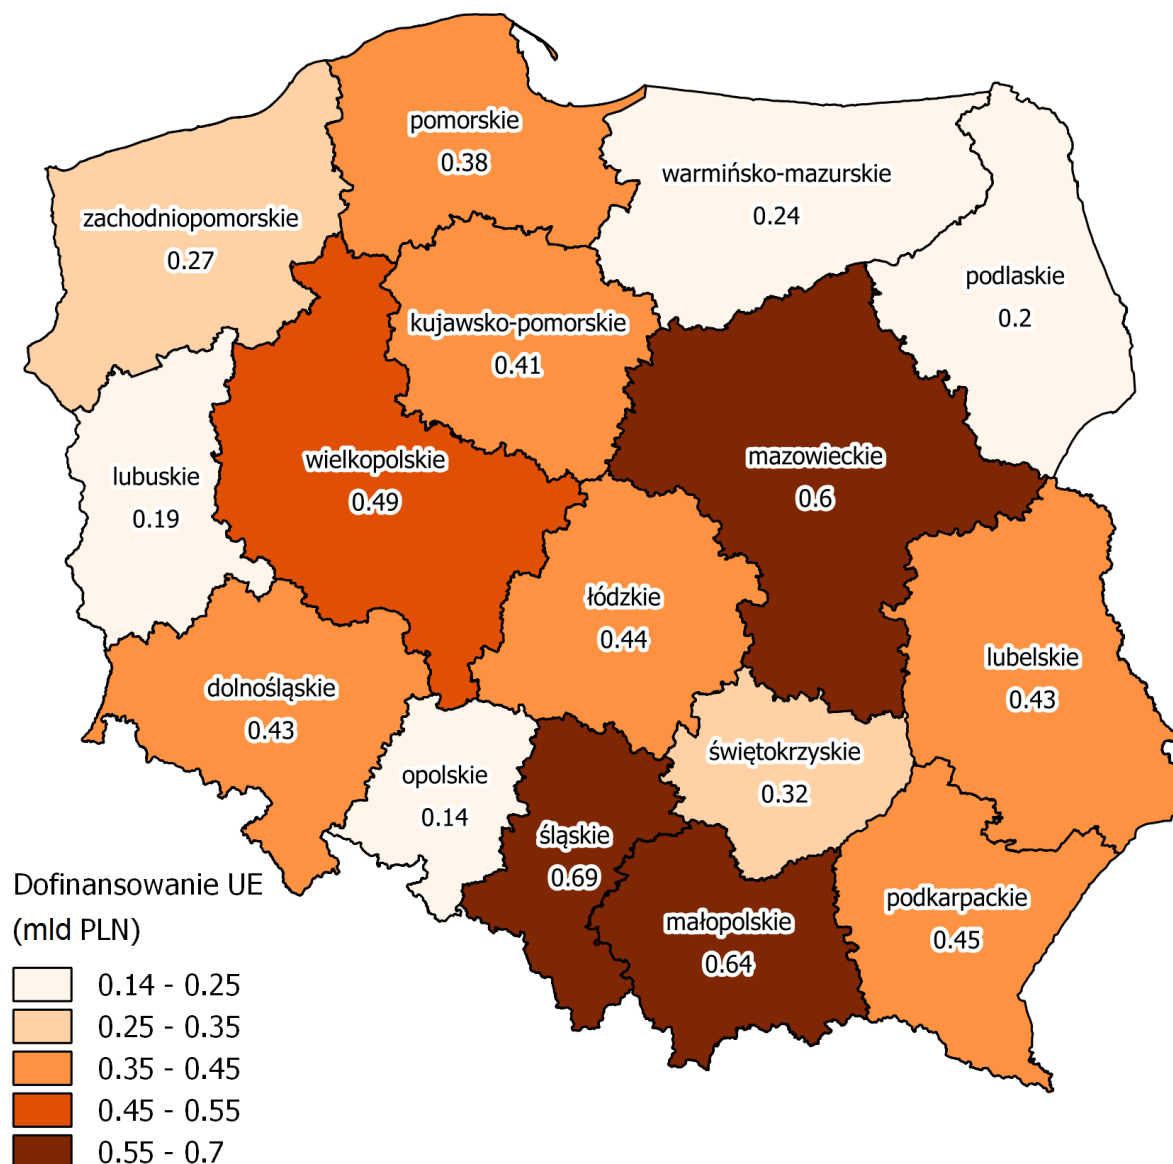 pomorskie
0.38
warmińsko-mazurskie
0.24
zachodniopomorskie
0.27
podlaskie
0.2
kujawsko-pomorskie
0.41
wielkopolskie
0.49
mazowieckie
0.6
lubuskie
0.19
łódzkie
0.44
lubelskie
0.43
dolnośląskie
0.43
opolskie
0.14
świętokrzyskie
0.32
śląskie
0.69
podkarpackie
0.45
małopolskie
0.64
Dofinansowanie UE
(mld PLN)
0.14 - 0.25
0.25 - 0.35
0.35 - 0.45
0.45 - 0.55
0.55 - 0.7